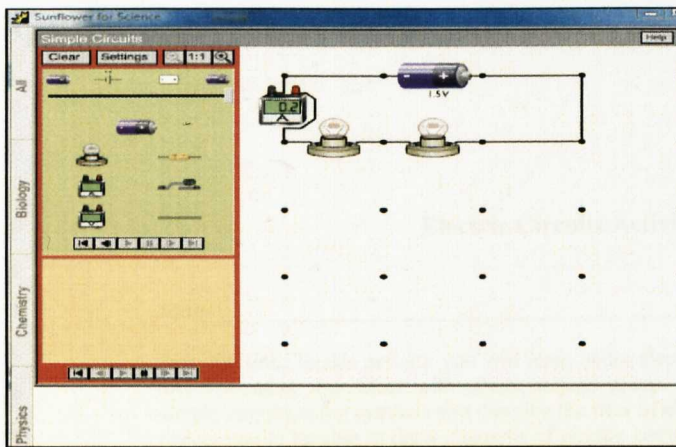 Sunflower for Science
Simple Circuits
Help
Clear Settings 1:1
All
Biology
Chemistry
Physics
- +
1.5V
0.2
A